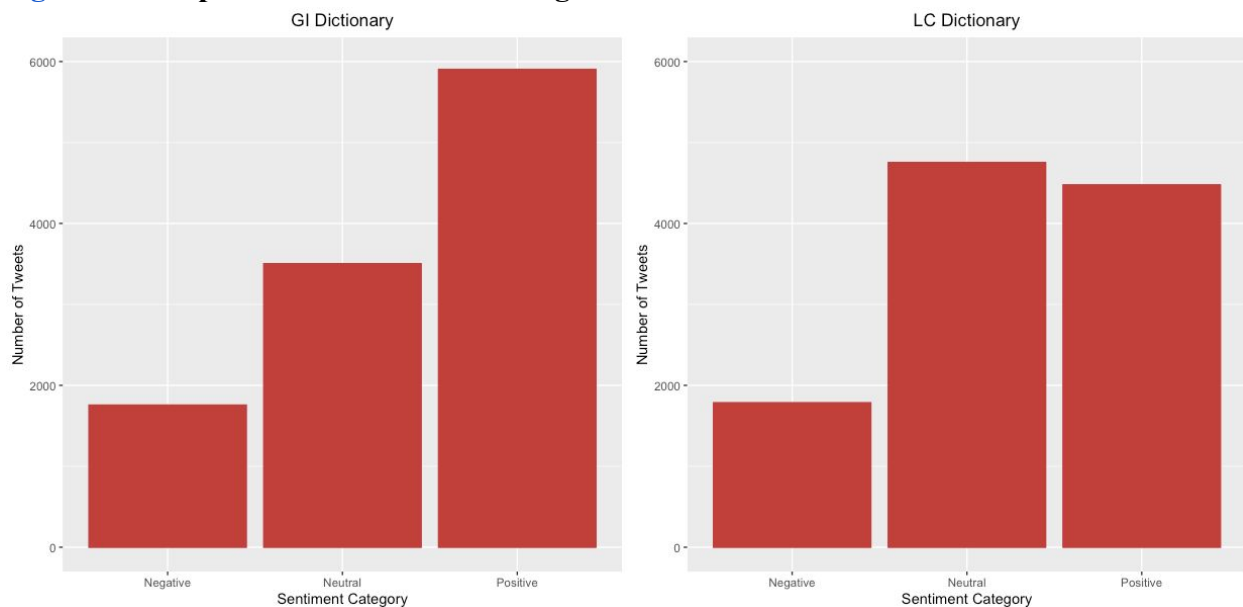 GI Dictionary
LC Dictionary
6000
4000
2000
0
Number of Tweets
Negative Neutral Positive
Sentiment Category
6000
4000
2000
0
Number of Tweets
Negative Neutral Positive
Sentiment Category